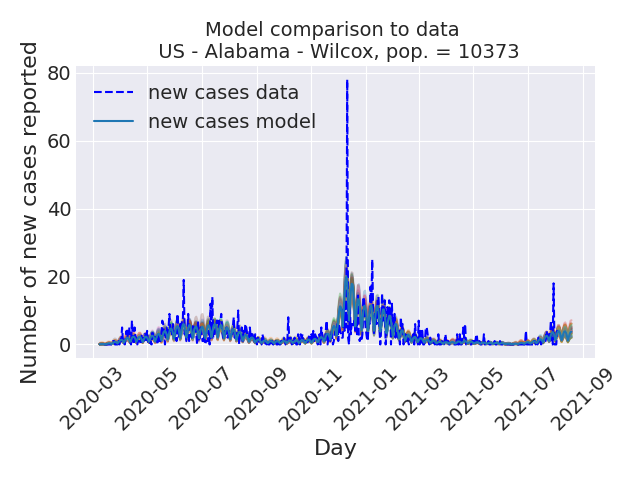 Model comparison to data
US - Alabama - Wilcox, pop. = 10373
Number of new cases reported
80
60
40
20
0
new cases data
new cases model
2020-03
2020-05
2020-07
2020-09
2020-11
2021-01
2021-03
2021-05
2021-07
2021-09
Day